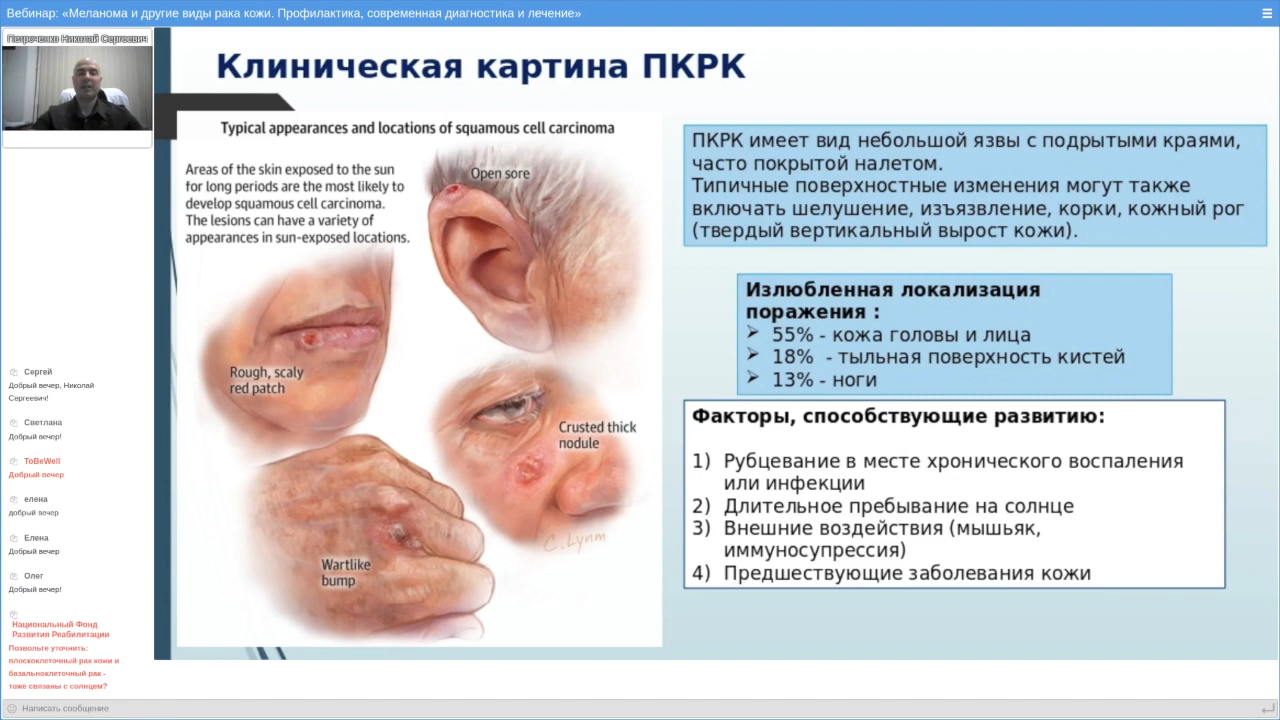 Вебинар: «Меланома и другие виды рака кожи. Профилактика, современная диагностика и лечение»
Петроченко Николай Сергеевич
Клиническая картина ПКРК
Typical appearances and locations of squamous cell carcinoma
Areas of the skin exposed to the sun
for long periods are the most likely to
develop squamous cell carcinoma.
The lesions can have a variety of
appearances in sun-exposed locations.
Open sore
Rough, scaly
red patch
Crusted thick
nodule
Wartlike
bump
C.Lynm
ПКРК имеет вид небольшой язвы с подрытыми краями,
часто покрытой налетом.
Типичные поверхностные изменения могут также
включать шелушение, изъязвление, корки, кожный рог
(твердый вертикальный вырост кожи).
Излюбленная локализация
поражения :
55% - кожа головы и лица
18% - тыльная поверхность кистей
13% - ноги
Факторы, способствующие развитию:
1) Рубцевание в месте хронического воспаления
или инфекции
2) Длительное пребывание на солнце
3) Внешние воздействия (мышьяк,
иммуносупрессия)
4) Предшествующие заболевания кожи
Сергей
Добрый вечер, Николай
Сергеевич!
Светлана
Добрый вечер!
ToBeWell
Добрый вечер
елена
добрый вечер
Елена
Добрый вечер
Олег
Добрый вечер!
Национальный Фонд
Развития Реабилитации
Позвольте уточнить:
плоскоклеточный рак кожи и
базальноклеточный рак -
тоже связаны с солнцем?
Написать сообщение